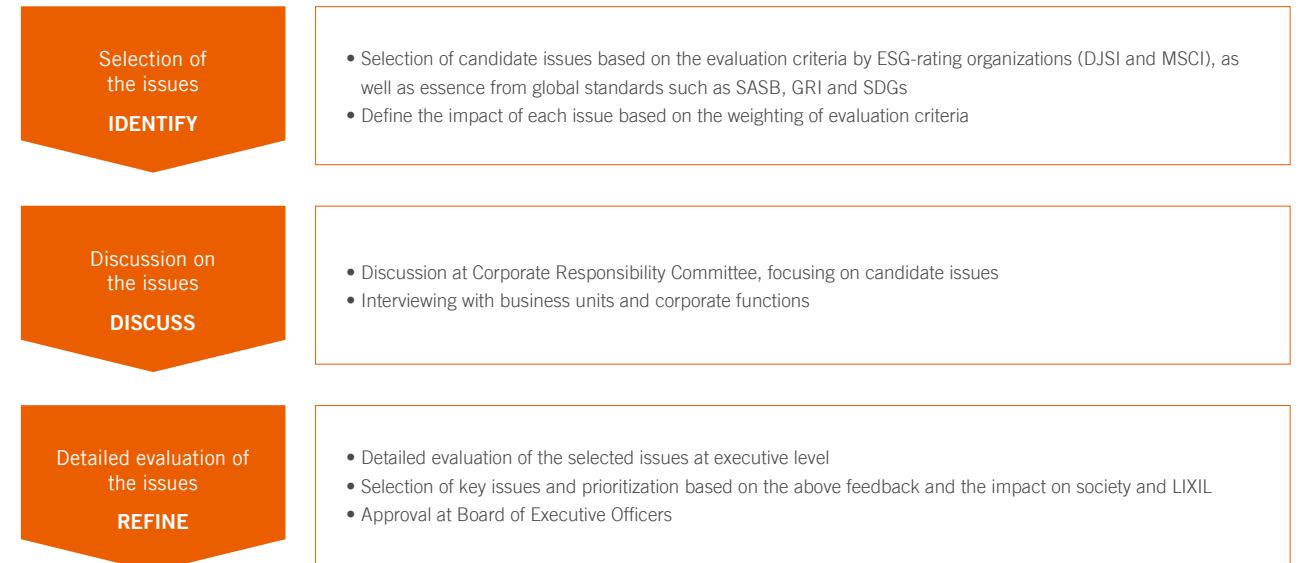 Selection of
the issues
IDENTIFY
• Selection of candidate issues based on the evaluation criteria by ESG-rating organizations (DJSI and MSCI), as
well as essence from global standards such as SASB, GRI and SDGs
• Define the impact of each issue based on the weighting of evaluation criteria
Discussion on
the issues
DISCUSS
• Discussion at Corporate Responsibility Committee, focusing on candidate issues
• Interviewing with business units and corporate functions
Detailed evaluation of
the issues
REFINE
• Detailed evaluation of the selected issues at executive level
• Selection of key issues and prioritization based on the above feedback and the impact on society and LIXIL
• Approval at Board of Executive Officers